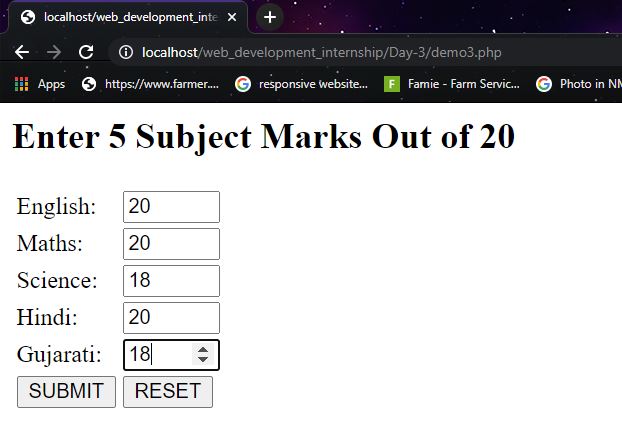 localhost/web_development_inte
localhost/web_development_internship/Day-3/demo3.php
Apps https://www.farmer.... responsive website... Famie - Farm Servic... Photo in NM
Enter 5 Subject Marks Out of 20
English: 20
Maths: 20
Science: 18
Hindi: 20
Gujarati: 18
SUBMIT RESET